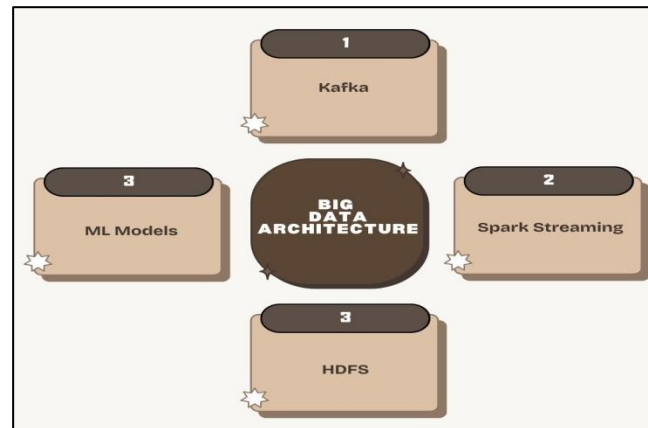 1
Kafka
3
ML Models
BIG
DATA
ARCHITECTURE
2
Spark Streaming
3
HDFS